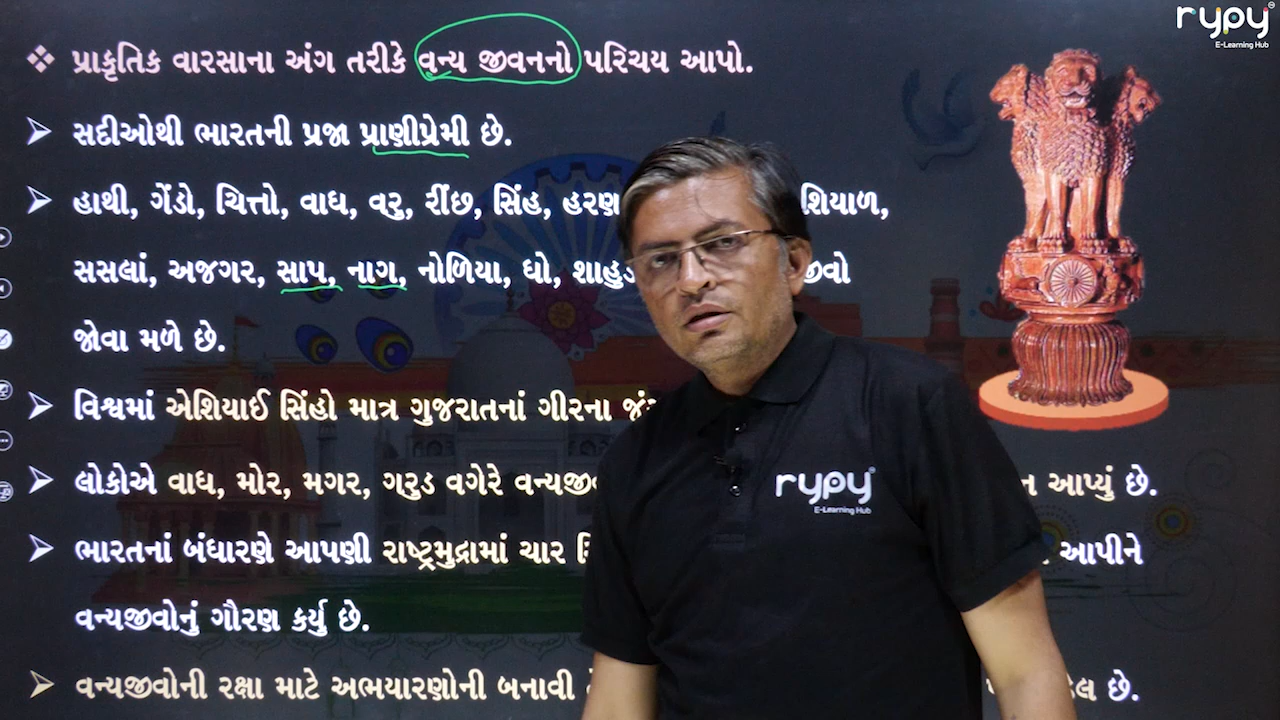 rypy
E-Learning Hub
પ્રાકૃતિક વારસાના અંગ તરીકે વન્ય જીવનનો પરિચય આપો.
સદીઓથી ભારતની પ્રજા પ્રાણીપ્રેમી છે.
હાથી, ગેંડો, ચિત્તો, વાઘ, વરુ, રીંછ, સિંહ, હરણ શિયાળ,
સસલાં, અજગર, સાપ, નાગ, નોળિયા, ઘો,
જોવા મળે છે.
વિશ્વમાં એશિયાઈ સિંહો માત્ર ગુજરાતનાં ગીરના
લોકોએ વાઘ, મોર, મગર, ગરુડ વગેરે આપ્યું છે.
ભારતનાં બંધારણે આપણી રાષ્ટ્રમુદ્રામાં ચાર આપીને
વન્યજીવોનું ગૌરણ કર્યુ છે.
વન્યજીવોની રક્ષા માટે અભયારણોની બનાવી છે.
rypy
E-Learning Hub